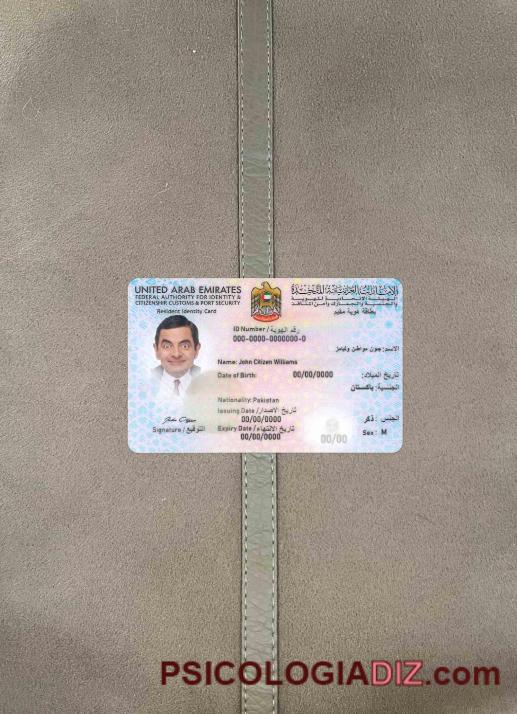 UNITED ARAB EMIRATES
FEDERAL AUTHORITY FOR IDENTITY &
CITIZENSHIP, CUSTOMS & PORT SECURITY
Resident Identity Card
الإمارات العربية المتحدة
الهيئة الاتحادية للهوية
والجنسية والجمارك وأمن المنافذ
بطاقة هوية مقيم
ID Number / رقم الهوية
000-0000-0000000-0
الاسم: جون مواطن وليامز
Name: John Citizen Williams
Date of Birth: 00/00/0000 تاريخ الميلاد:
الجنسية: باكستان
Nationality: Pakistan
Issuing Date / تاريخ الاصدار
00/00/0000
الجنس: ذكر
Expiry Date / تاريخ الانتهاء
00/00/0000
Sex: M
00/00
Signature / التوقيع
PSICOLOGIADIZ.com